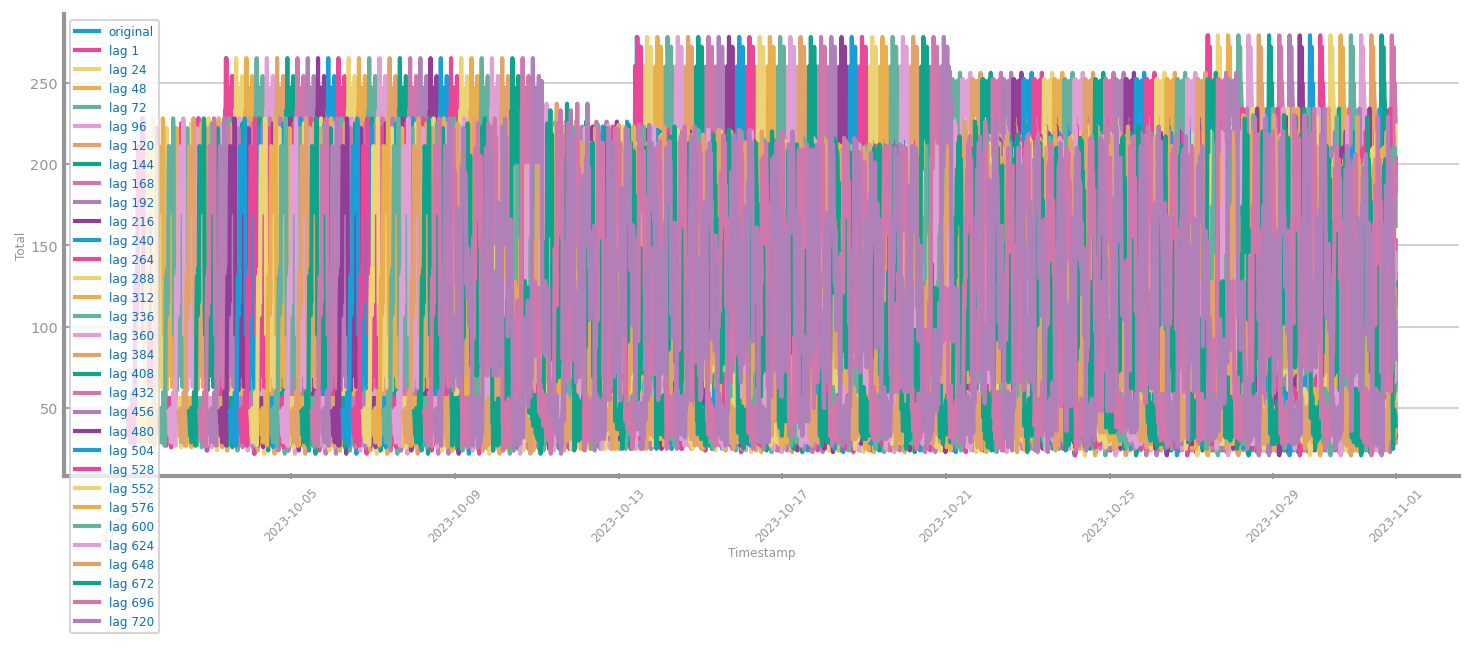 Total
250
200
150
100
50
original
lag 1
lag 24
lag 48
lag 72
lag 96
lag 120
lag 144
lag 168
lag 192
lag 216
lag 240
lag 264
lag 288
lag 312
lag 336
lag 360
lag 384
lag 408
lag 432
lag 456
lag 480
lag 504
lag 528
lag 552
lag 576
lag 600
lag 624
lag 648
lag 672
lag 696
lag 720
2023-10-05
2023-10-09
2023-10-13
2023-10-17
2023-10-21
2023-10-25
2023-10-29
2023-11-01
Timestamp